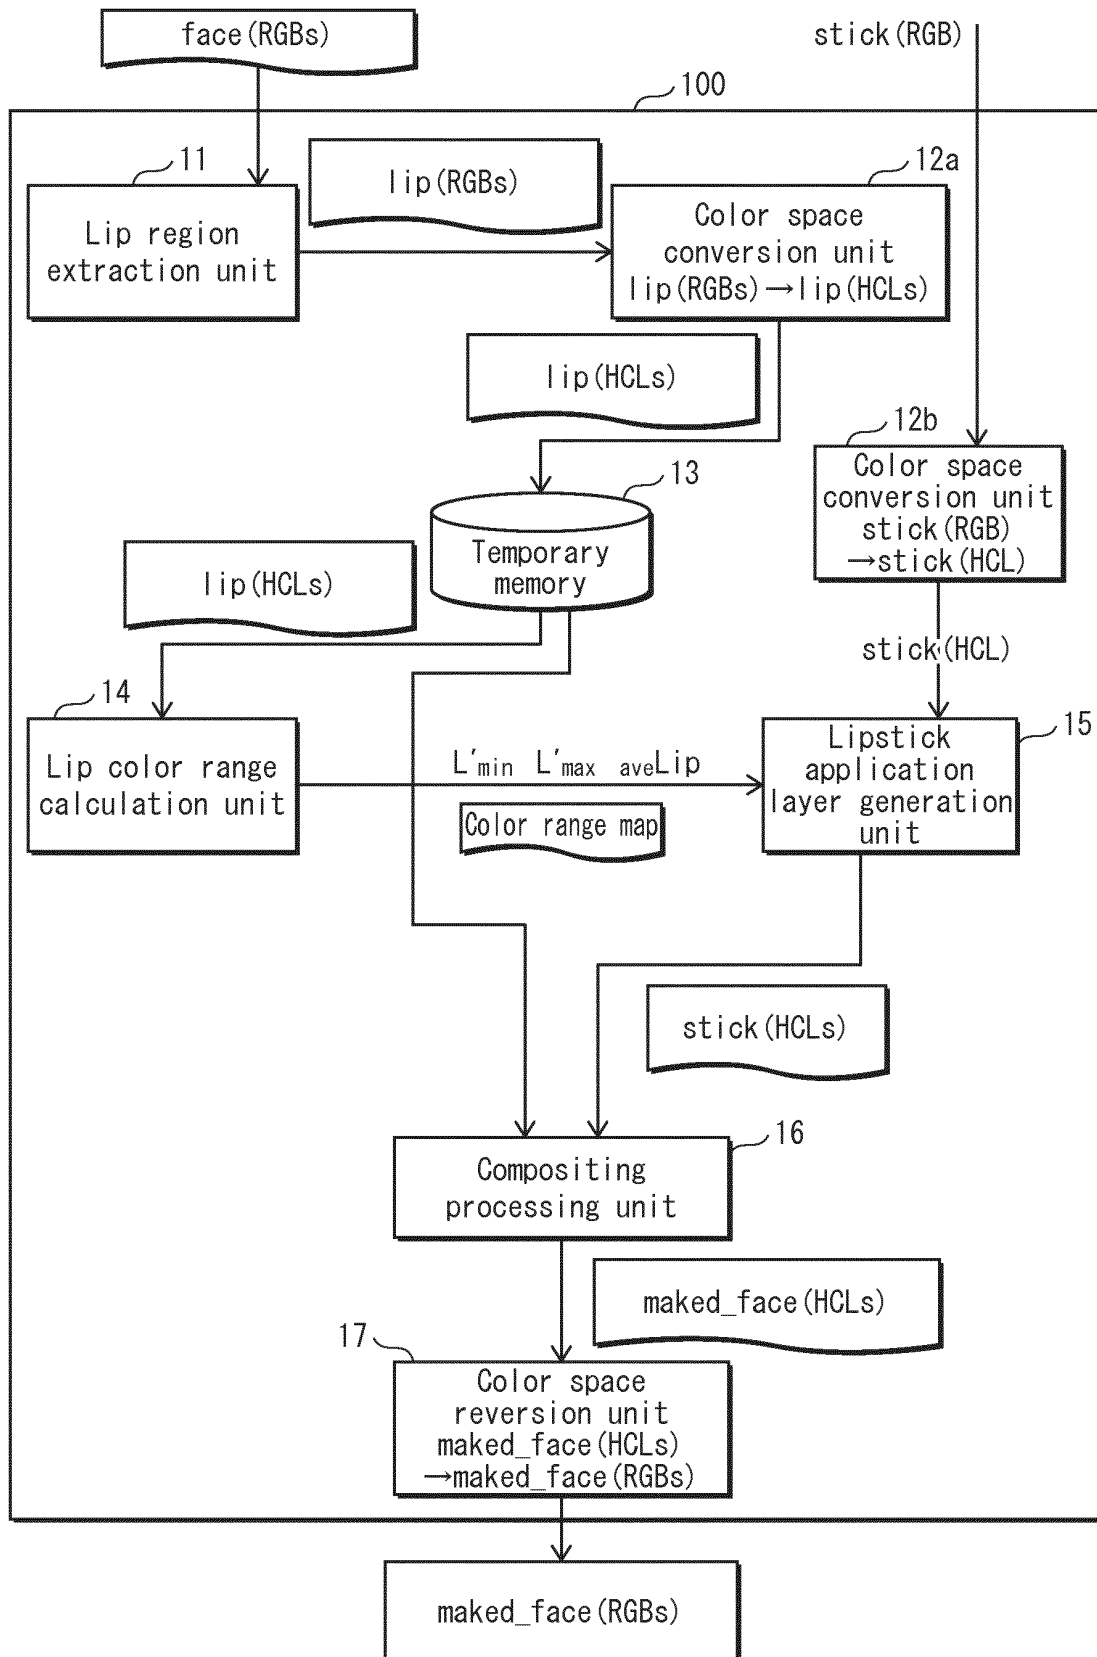 face(RGBs)
stick(RGB)
100
11
lip(RGBs)
12a
Lip region
extraction unit
Color space
conversion unit
lip(RGBs)→lip(HCLs)
lip(HCLs)
12b
Color space
conversion unit
stick(RGB)
→stick(HCL)
13
Temporary
memory
lip(HCLs)
stick(HCL)
14
Lip color range
calculation unit
L'min L'max aveLip
Color range map
15
Lipstick
application
layer generation
unit
stick(HCLs)
16
Compositing
processing unit
maked_face(HCLs)
17
Color space
reversion unit
maked_face(HCLs)
→maked_face(RGBs)
maked_face(RGBs)